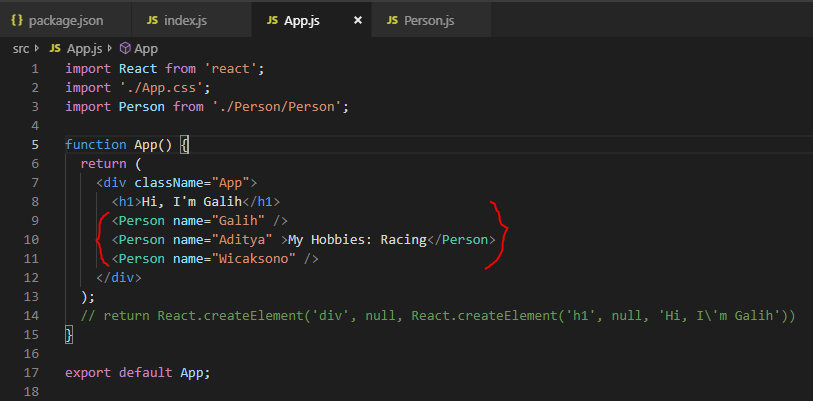 {} package.json JS index.js JS App.js × JS Person.js
src JS App.js App
1 import React from 'react';
2 import './App.css';
3 import Person from './Person/Person';
4
5 function App() {
6 return (
7 <div className="App">
8 <h1>Hi, I'm Galih</h1>
9 <Person name="Galih" />
10 <Person name="Aditya" >My Hobbies: Racing</Person>
11 <Person name="Wicaksono" />
12 </div>
13 );
14 // return React.createElement('div', null, React.createElement('h1', null, 'Hi, I\'m Galih'))
15 }
16
17 export default App;
18